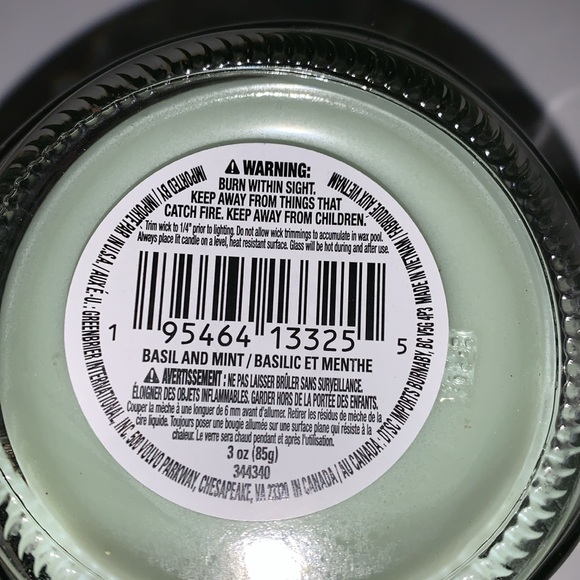 ⚠ WARNING:
BURN WITHIN SIGHT.
KEEP AWAY FROM THINGS THAT
CATCH FIRE. KEEP AWAY FROM CHILDREN.
Trim wick to 1/4" prior to lighting. Do not allow wick trimmings to accumulate in wax pool.
Always place lit candle on a level, heat resistant surface. Glass will be hot during and after use.
1 95464 13325 5
BASIL AND MINT / BASILIC ET MENTHE
⚠ AVERTISSEMENT : NE PAS LAISSER BRÛLER SANS SURVEILLANCE.
ÉLOIGNER DES OBJETS INFLAMMABLES. GARDER HORS DE LA PORTÉE DES ENFANTS.
Couper la mèche à une longuer de 6 mm avant d'allumer. Retirer les résidus de mèche de la
cire liquide. Toujours poser une bougie allumée sur une surface plane qui résiste à la
chaleur. Le verre sera chaud pendant et après l'utilisation.
3 oz (85g)
344340
IMPORTED BY / IMPORTÉ PAR IN U.S.A. / AUX É.-U.: GREENBRIER INTERNATIONAL, INC. 500 VOLVO PARKWAY, CHESAPEAKE, VA 23320 IN CANADA / AU CANADA : DTSC IMPORTS BURNABY, BC V5G 4P3 MADE IN VIETNAM / FABRIQUÉ AU VIETNAM